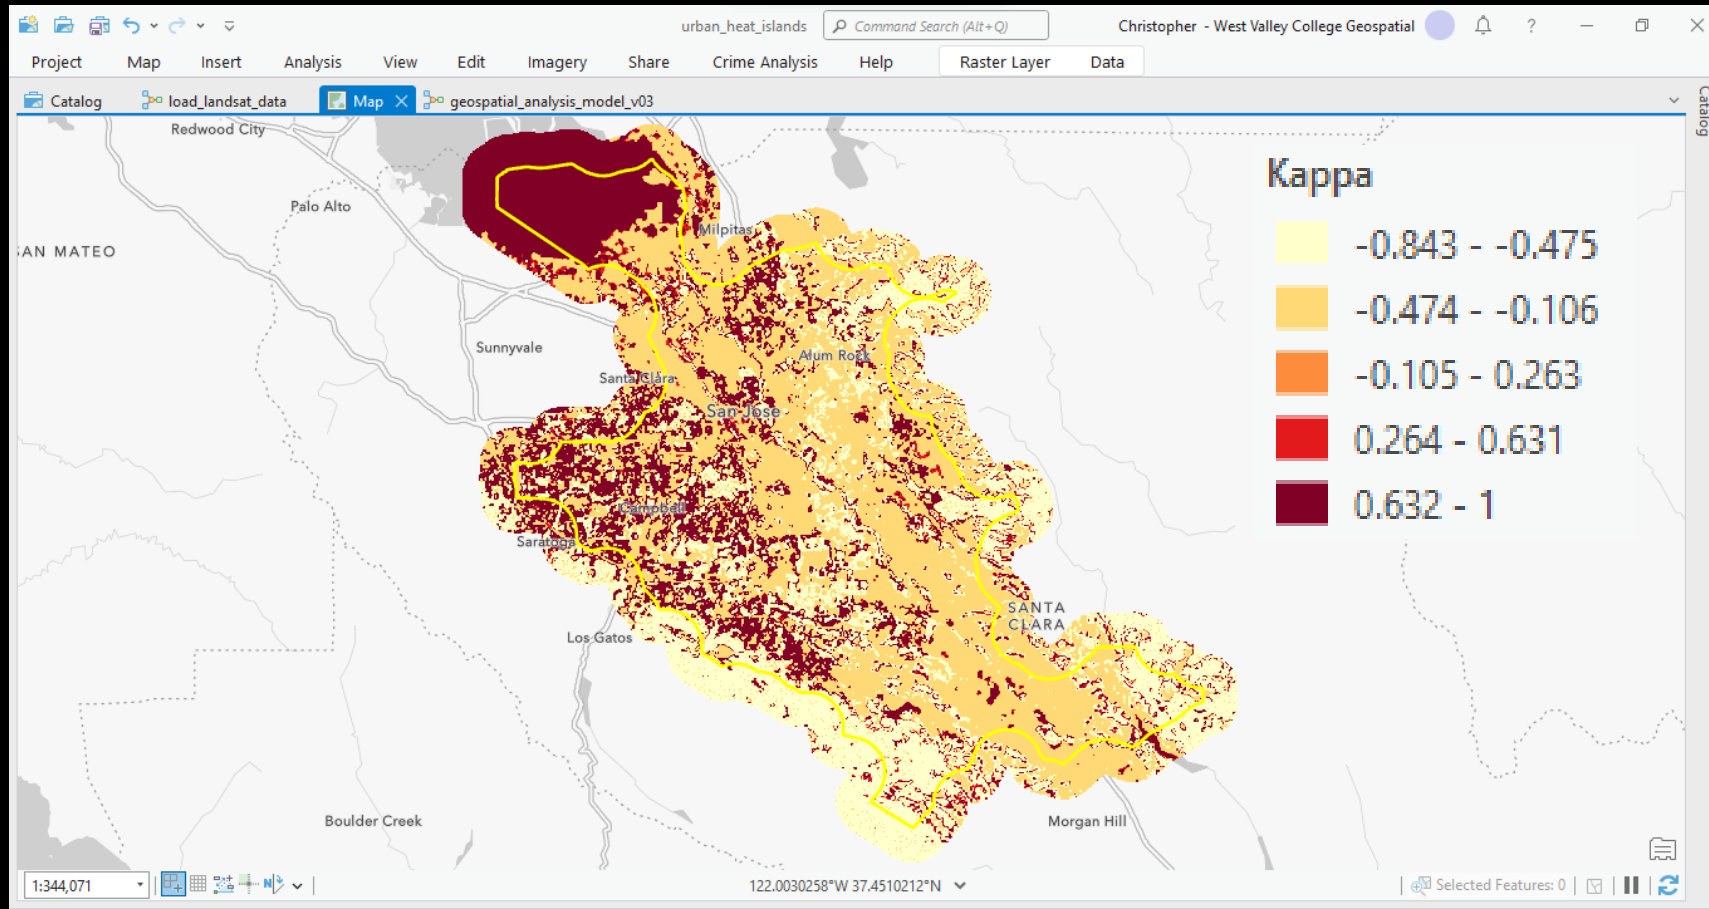 urban_heat_islands
Command Search (Alt+Q)
Christopher - West Valley College Geospatial
?
Project Map Insert Analysis View Edit Imagery Share Crime Analysis Help Raster Layer Data
Catalog load_landsat_data Map geospatial_analysis_model_v03
Catalog
Redwood City
Palo Alto
AN MATEO
Milpitas
Sunnyvale
Alum Rock
Santa Clara
San Jose
Campbell
Saratoga
SANTA
CLARA
Los Gatos
Boulder Creek
Morgan Hill
Kappa
-0.843 - -0.475
-0.474 - -0.106
-0.105 - 0.263
0.264 - 0.631
0.632 - 1
1:344,071
N
122.0030258°W 37.4510212°N
Selected Features: 0